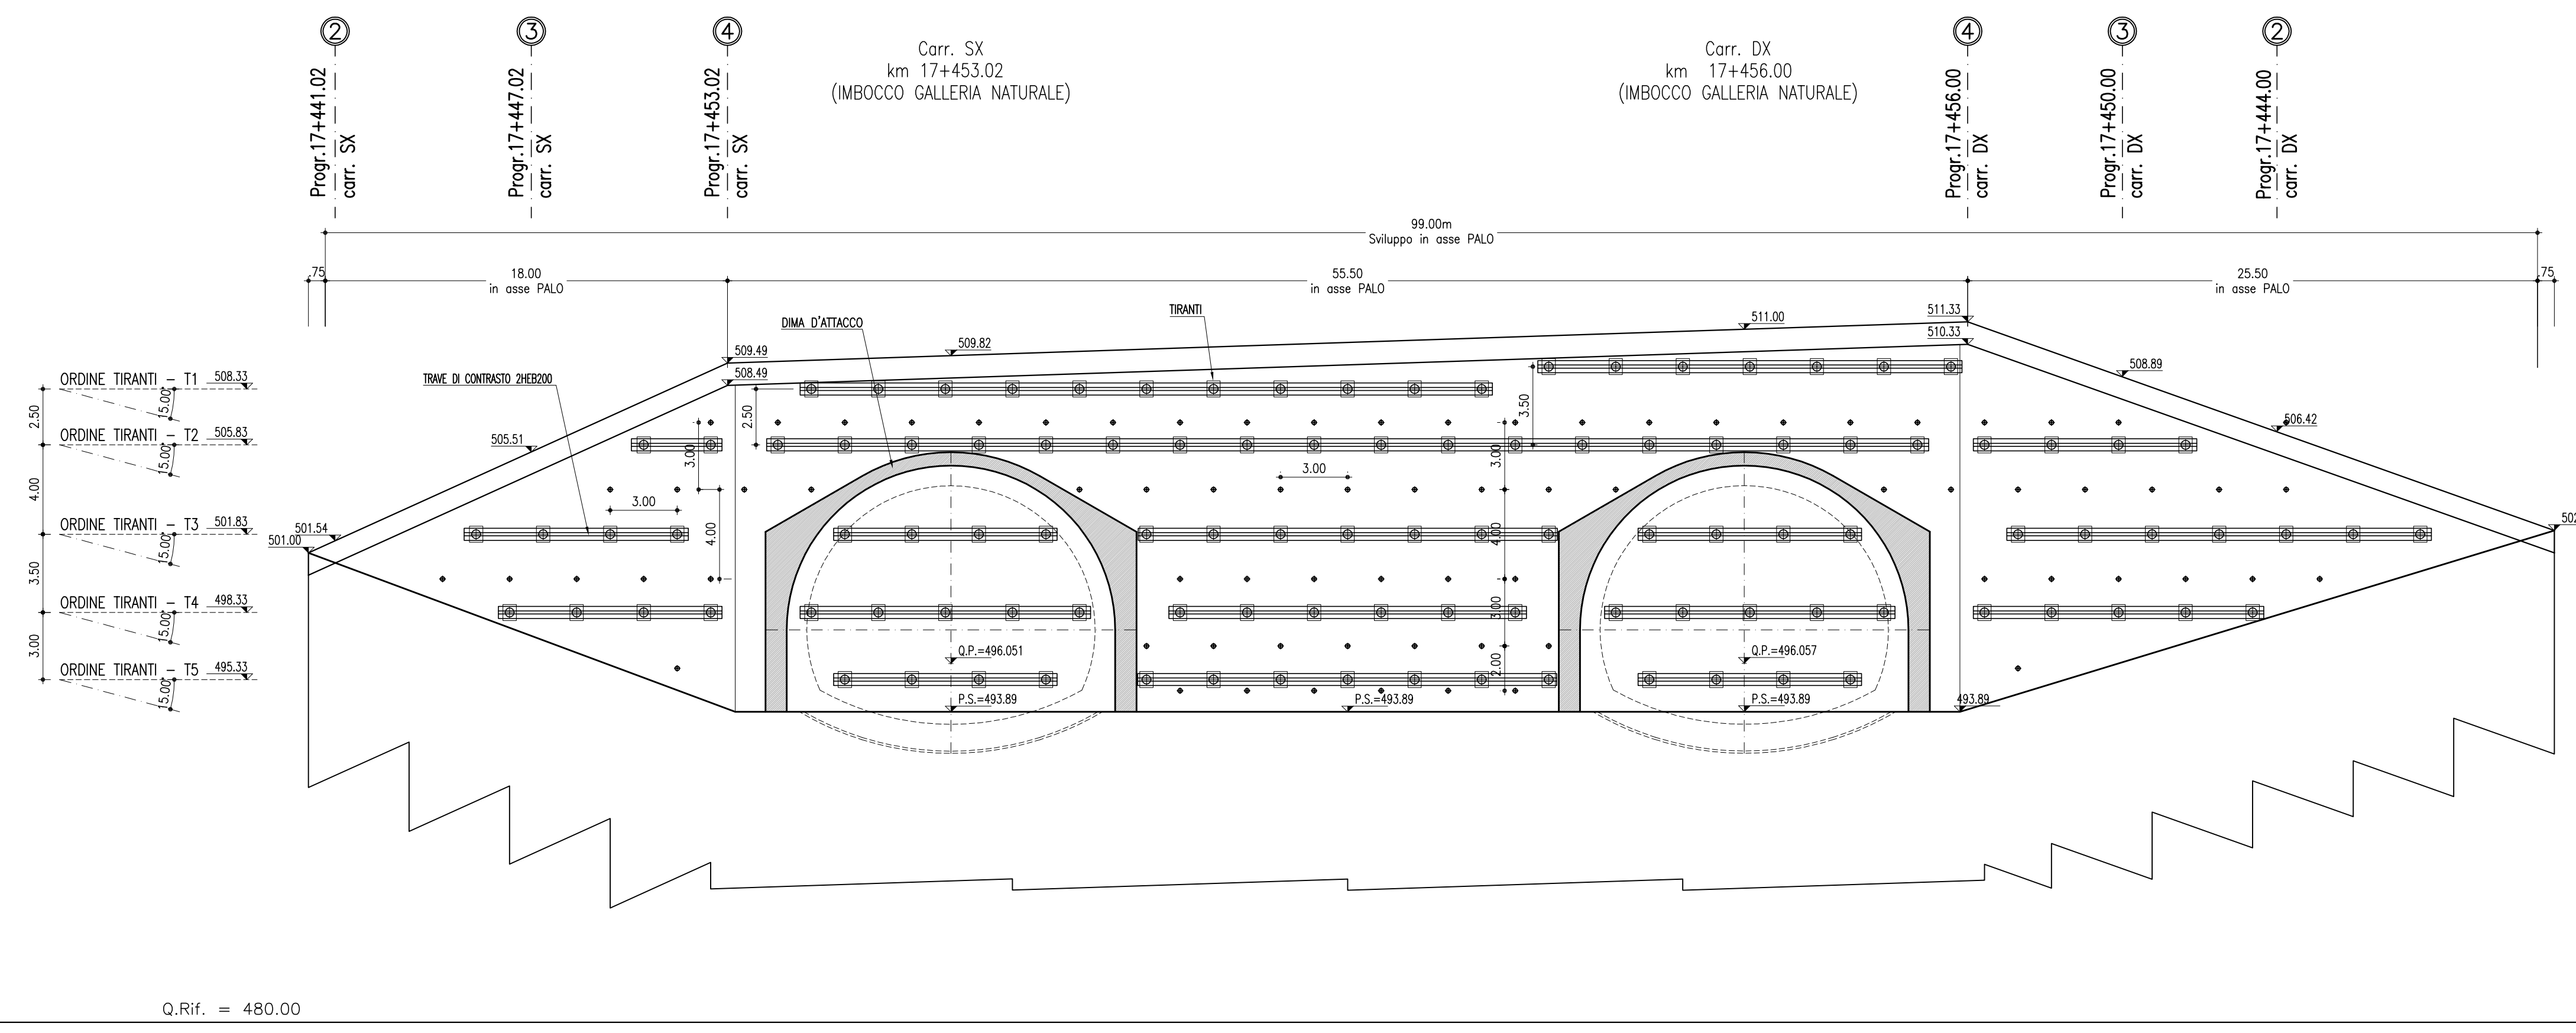 2
3
4
4
3
2
Progr.17+441.02
carr. SX
Progr.17+447.02
carr. SX
Progr.17+453.02
carr. SX
Carr. SX
km 17+453.02
(IMBOCCO GALLERIA NATURALE)
Carr. DX
km 17+456.00
(IMBOCCO GALLERIA NATURALE)
Progr.17+456.00
carr. DX
Progr.17+450.00
carr. DX
Progr.17+444.00
carr. DX
99.00m
Sviluppo in asse PALO
.75
18.00
in asse PALO
55.50
in asse PALO
25.50
in asse PALO
.75
TIRANTI
DIMA D'ATTACCO
TRAVE DI CONTRASTO 2HEB200
509.49
508.49
509.82
511.00
511.33
510.33
508.89
506.42
505.51
501.54
501.00
ORDINE TIRANTI - T1 508.33
15.00
2.50
ORDINE TIRANTI - T2 505.83
15.00
4.00
ORDINE TIRANTI - T3 501.83
15.00
3.50
ORDINE TIRANTI - T4 498.33
15.00
3.00
ORDINE TIRANTI - T5 495.33
15.00
2.50
3.50
3.00
3.00
4.00
3.00
3.00
4.00
3.00
2.00
Q.P.=496.051
P.S.=493.89
P.S.=493.89
Q.P.=496.057
P.S.=493.89
493.89
Q.Rif. = 480.00